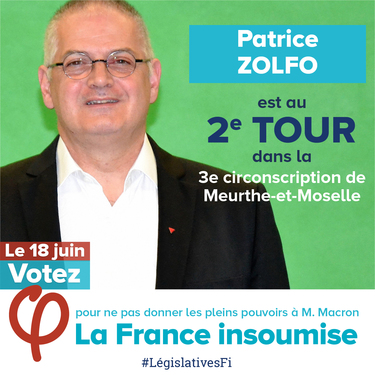 Patrice
ZOLFO
est au
2e TOUR
dans la
3e circonscription de
Meurthe-et-Moselle
Le 18 juin
Votez
φ
pour ne pas donner les pleins pouvoirs à M. Macron
La France insoumise
#LégislativesFi